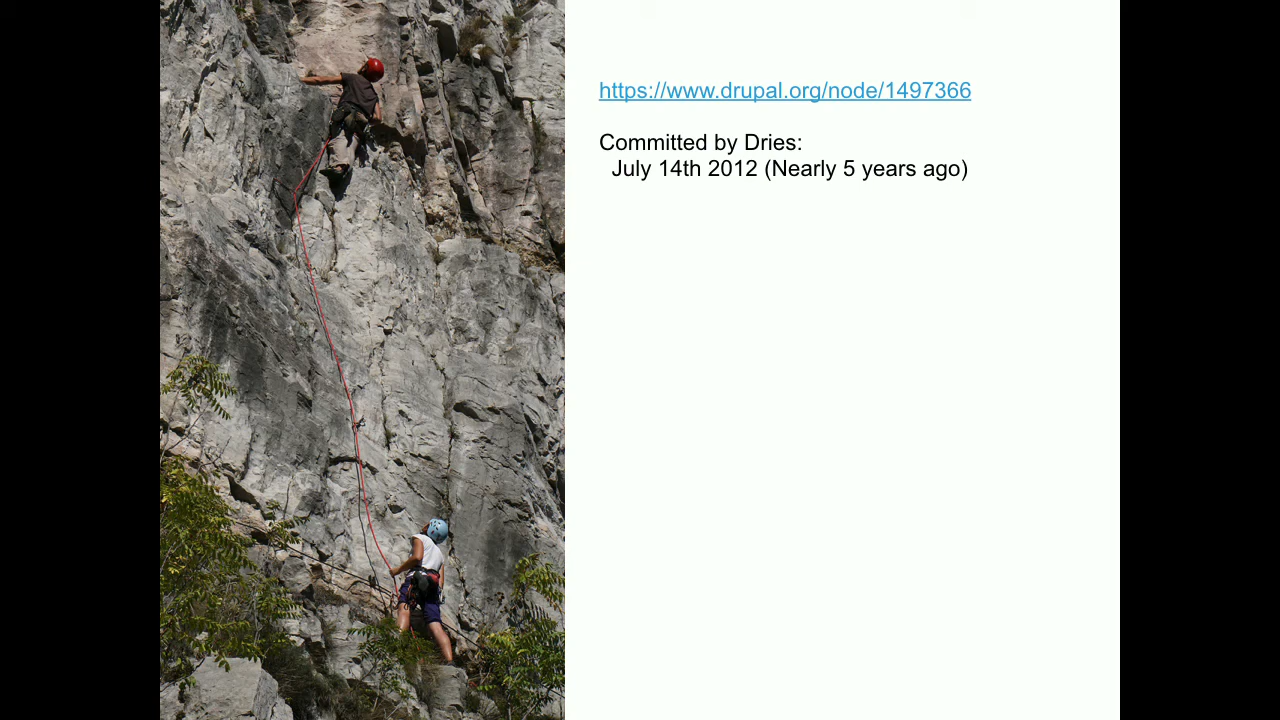 https://www.drupal.org/node/1497366
Committed by Dries:
July 14th 2012 (Nearly 5 years ago)